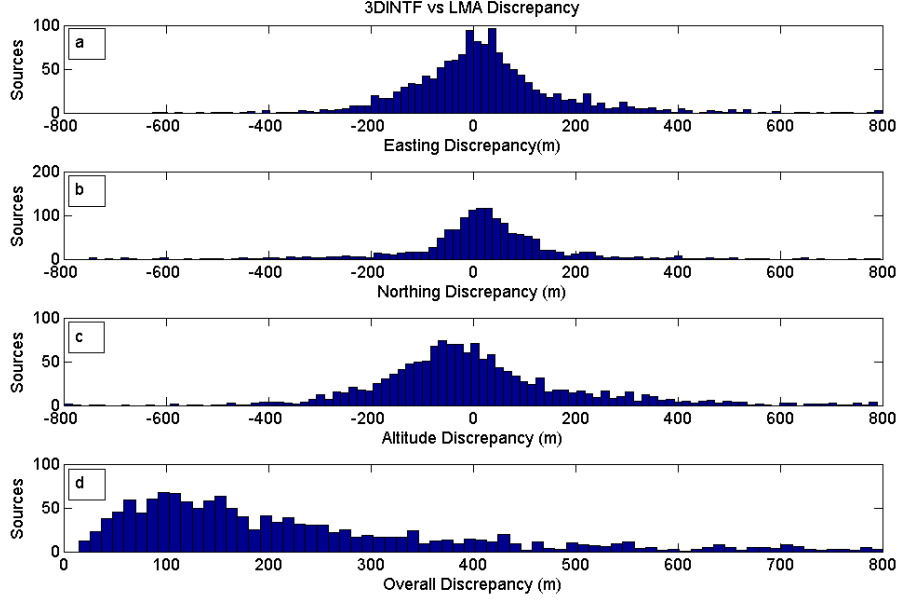 3DINTF vs LMA Discrepancy
a
Sources
100
50
0
-800 -600 -400 -200 0 200 400 600 800
Easting Discrepancy(m)
b
Sources
200
100
0
-800 -600 -400 -200 0 200 400 600 800
Northing Discrepancy (m)
c
Sources
100
50
0
-800 -600 -400 -200 0 200 400 600 800
Altitude Discrepancy (m)
d
Sources
100
50
0
0 100 200 300 400 500 600 700 800
Overall Discrepancy (m)